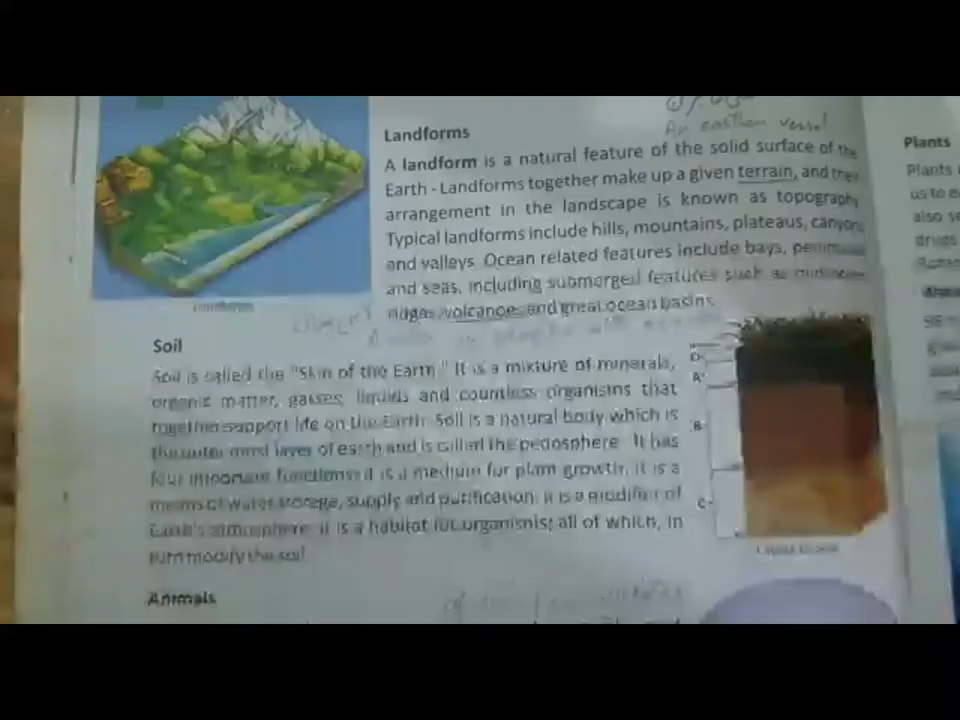 An earthen vessel
Landforms
A landform is a natural feature of the solid surface of the
Earth - Landforms together make up a given terrain, and their
arrangement in the landscape is known as topography
Typical landforms include hills, mountains, plateaus, canyons
and valleys. Ocean related features include bays, peninsulas
and seas, including submerged features such as
ridges, volcanoes and great ocean basins.
Landforms
Soil
Soil is called the "Skin of the Earth." It is a mixture of minerals,
organic matter, gasses, liquids and countless organisms that
together support life on the Earth. Soil is a natural body which is
the outer most layer of earth and is called the pedosphere. It has
four important functions: it is a medium for plant growth, it is a
means of water storage, supply and purification, it is a modifier of
Earth's atmosphere, it is a habitat for organisms; all of which, in
turn modify the soil.
O
A
B
C
Animals
Plants
Plants
us to
also
drugs